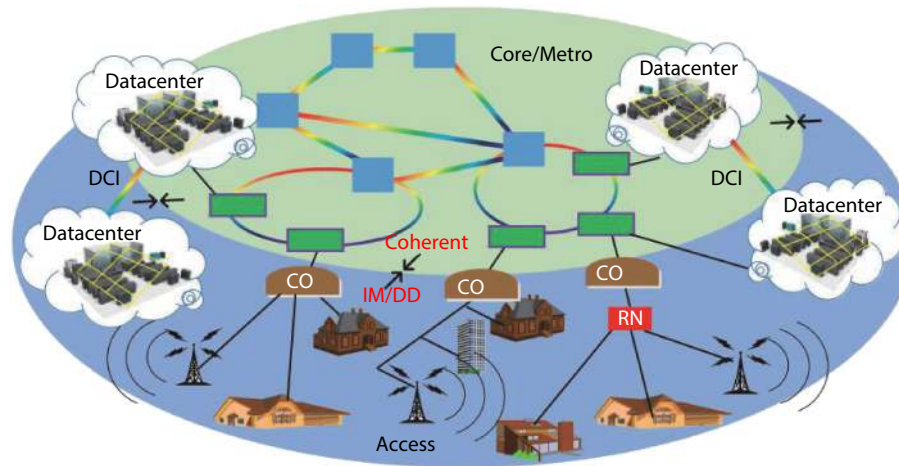 Core/Metro
Datacenter
Datacenter
DCI
DCI
Datacenter
Datacenter
Coherent
CO
CO
CO
IM/DD
RN
Access